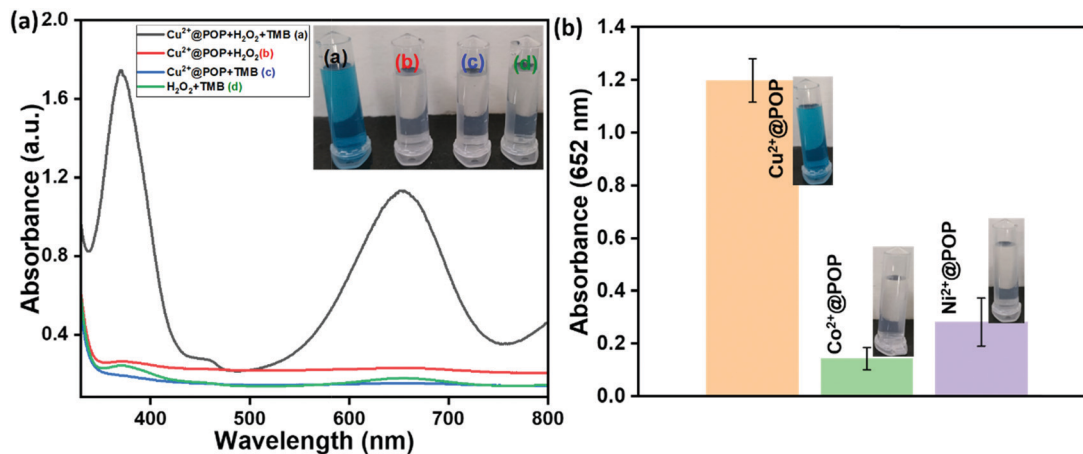 (a)
2.0
1.6
1.2
0.8
0.4
Absorbance (a.u.)
400 500 600 700 800
Wavelength (nm)
Cu²⁺@POP+H₂O₂+TMB (a)
Cu²⁺@POP+H₂O₂(b)
Cu²⁺@POP+TMB (c)
H₂O₂+TMB (d)
(a) (b) (c) (d)
(b)
1.4
1.2
1.0
0.8
0.6
0.4
0.2
0.0
Absorbance (652 nm)
Cu²⁺@POP
Co²⁺@POP
Ni²⁺@POP